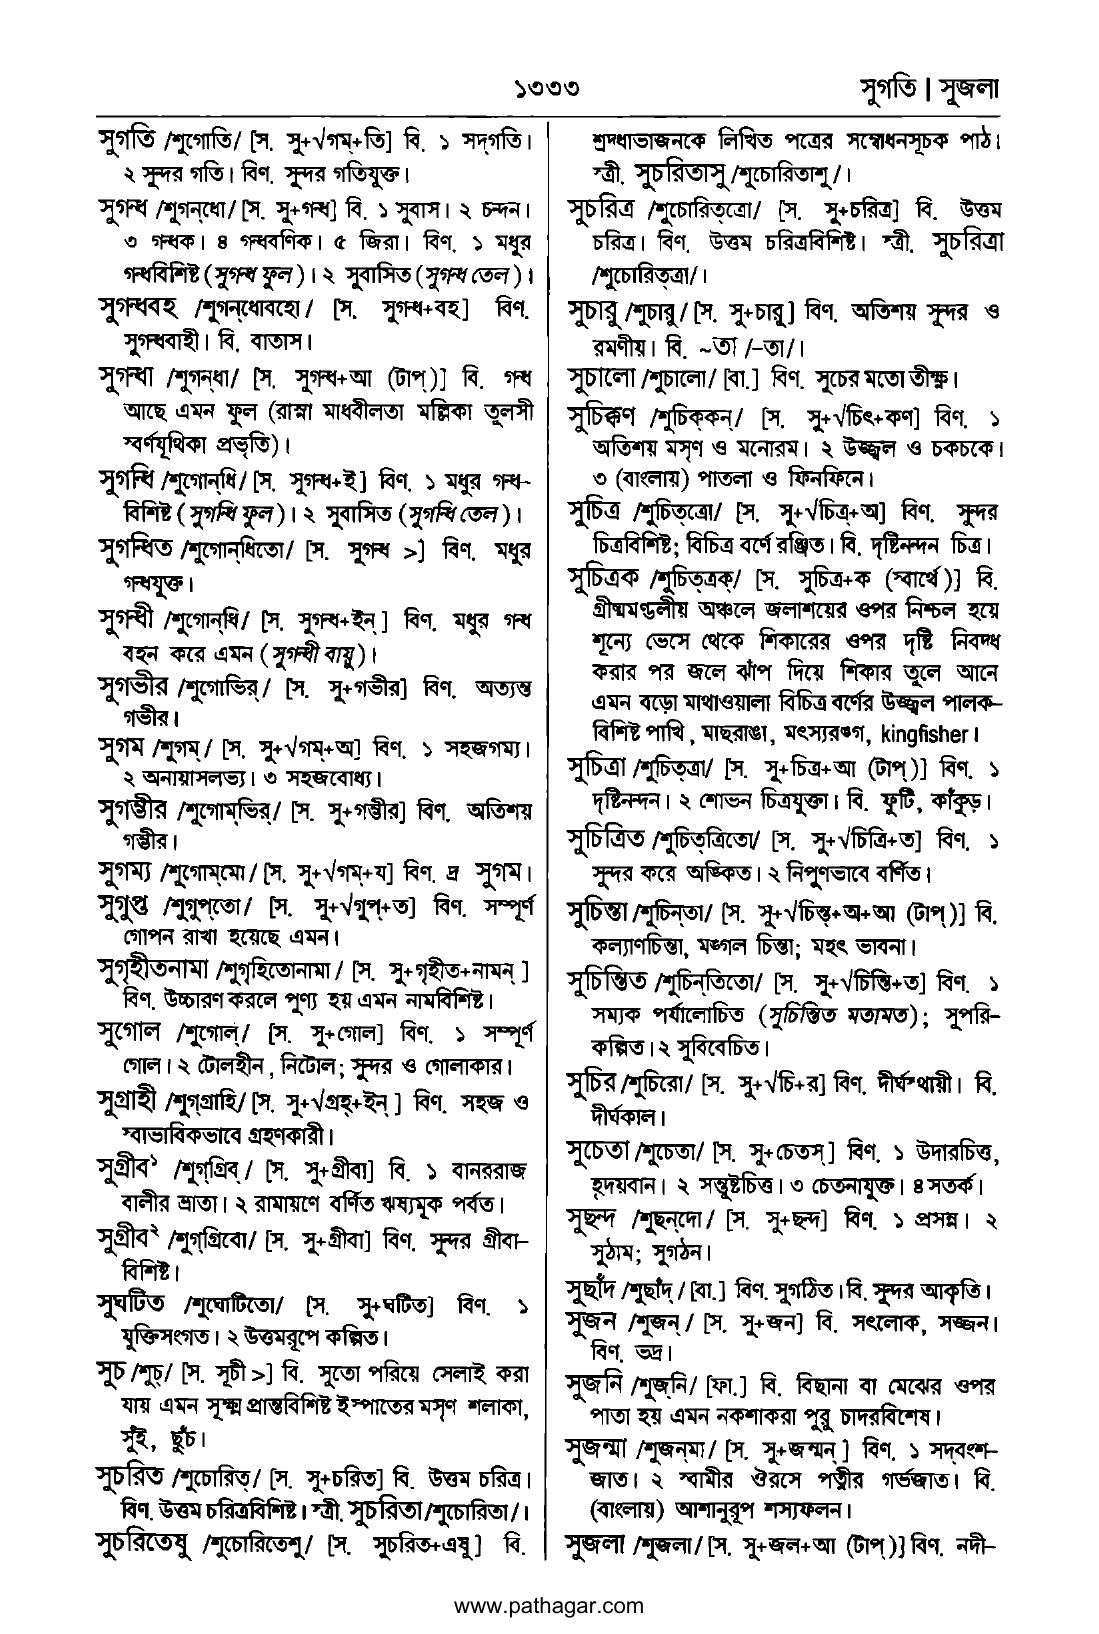 ১৩৩৩
সুগতি | সুজলা
সুগতি /শুগোতি/ [স. সু+√গম্+তি] বি. ১ সদ্‌গতি।
২ সুন্দর গতি। বিণ. সুন্দর গতিযুক্ত।
সুগন্ধ /শুগন্‌ধো/ [স. সু+গন্ধ] বি. ১ সুবাস। ২ চন্দন।
৩ গন্ধক। ৪ গন্ধবণিক। ৫ জিরা। বিণ. ১ মধুর
গন্ধবিশিষ্ট (সুগন্ধ ফুল)। ২ সুবাসিত (সুগন্ধ তেল)।
সুগন্ধবহ /শুগন্‌ধোবহো/ [স. সুগন্ধ+বহ] বিণ.
সুগন্ধবাহী। বি. বাতাস।
সুগন্ধা /শুগন্‌ধা/ [স. সুগন্ধ+আ (টাপ্)] বি. গন্ধ
আছে এমন ফুল (রাস্না মাধবীলতা মল্লিকা তুলসী
স্বর্ণযূথিকা প্রভৃতি)।
সুগন্ধি /শুগোন্‌ধি/ [স. সুগন্ধ+ই] বিণ. ১ মধুর গন্ধ-
বিশিষ্ট (সুগন্ধি ফুল)। ২ সুবাসিত (সুগন্ধি তেল)।
সুগন্ধিত /শুগোন্‌ধিতো/ [স. সুগন্ধ >] বিণ. মধুর
গন্ধযুক্ত।
সুগন্ধী /শুগোন্‌ধি/ [স. সুগন্ধ+ইন্] বিণ. মধুর গন্ধ
বহন করে এমন (সুগন্ধী বায়ু)।
সুগভীর /শুগোভির্/ [স. সু+গভীর] বিণ. অত্যন্ত
গভীর।
সুগম /শুগম্/ [স. সু+√গম্+অ] বিণ. ১ সহজগম্য।
২ অনায়াসলভ্য। ৩ সহজবোধ্য।
সুগম্ভীর /শুগোম্‌ভির্/ [স. সু+গম্ভীর] বিণ. অতিশয়
গম্ভীর।
সুগম্য /শুগোম্‌মো/ [স. সু+√গম্+য] বিণ. দ্র সুগম।
সুগুপ্ত /শুগুপ্‌তো/ [স. সু+√গুপ্+ত] বিণ. সম্পূর্ণ
গোপন রাখা হয়েছে এমন।
সুগৃহীতনামা /শুগৃহিতোনামা/ [স. সু+গৃহীত+নামন্]
বিণ. উচ্চারণ করলে পুণ্য হয় এমন নামবিশিষ্ট।
সুগোল /শুগোল্/ [স. সু+গোল] বিণ. ১ সম্পূর্ণ
গোল। ২ টোলহীন, নিটোল; সুন্দর ও গোলাকার।
সুগ্রাহী /শুগ্‌গ্রাহি/ [স. সু+√গ্রহ্+ইন্] বিণ. সহজ ও
স্বাভাবিকভাবে গ্রহণকারী।
সুগ্রীব১ /শুগ্‌গ্রিব্/ [স. সু+গ্রীবা] বি. ১ বানররাজ
বালীর ভ্রাতা। ২ রামায়ণে বর্ণিত ঋষ্যমূক পর্বত।
সুগ্রীব২ /শুগ্‌গ্রিবো/ [স. সু+গ্রীবা] বিণ. সুন্দর গ্রীবা-
বিশিষ্ট।
সুঘটিত /শুঘোটিতো/ [স. সু+ঘটিত] বিণ. ১
যুক্তিসংগত। ২ উত্তমরূপে কল্পিত।
সুচ /শুচ্/ [স. সূচী >] বি. সুতো পরিয়ে সেলাই করা
যায় এমন সূক্ষ্ম প্রান্তবিশিষ্ট ইস্পাতের মসৃণ শলাকা,
সুঁই, ছুঁচ।
সুচরিত /শুচোরিত্/ [স. সু+চরিত] বি. উত্তম চরিত্র।
বিণ. উত্তম চরিত্রবিশিষ্ট। স্ত্রী. সুচরিতা /শুচোরিতা/।
সুচরিতেষু /শুচোরিতেশু/ [স. সুচরিত+এষু] বি.
শ্রদ্ধাভাজনকে লিখিত পত্রের সম্বোধনসূচক পাঠ।
স্ত্রী. সুচরিতাসু /শুচোরিতাশু/।
সুচরিত্র /শুচোরিত্‌ত্রো/ [স. সু+চরিত্র] বি. উত্তম
চরিত্র। বিণ. উত্তম চরিত্রবিশিষ্ট। স্ত্রী. সুচরিত্রা
/শুচোরিত্‌ত্রা/।
সুচারু /শুচারু/ [স. সু+চারু] বিণ. অতিশয় সুন্দর ও
রমণীয়। বি. ~তা /–তা/।
সুচালো /শুচালো/ [বা.] বিণ. সুচের মতো তীক্ষ্ণ।
সুচিক্কণ /শুচিক্‌কন্/ [স. সু+√চিৎ+কণ] বিণ. ১
অতিশয় মসৃণ ও মনোরম। ২ উজ্জ্বল ও চকচকে।
৩ (বাংলায়) পাতলা ও ফিনফিনে।
সুচিত্র /শুচিত্‌ত্রো/ [স. সু+√চিত্র+অ] বিণ. সুন্দর
চিত্রবিশিষ্ট; বিচিত্র বর্ণে রঞ্জিত। বি. দৃষ্টিনন্দন চিত্র।
সুচিত্রক /শুচিত্‌ত্রক্/ [স. সুচিত্র+ক (স্বার্থে)] বি.
গ্রীষ্মমণ্ডলীয় অঞ্চলে জলাশয়ের ওপর নিশ্চল হয়ে
শূন্যে ভেসে থেকে শিকারের ওপর দৃষ্টি নিবদ্ধ
করার পর জলে ঝাঁপ দিয়ে শিকার তুলে আনে
এমন বড়ো মাথাওয়ালা বিচিত্র বর্ণের উজ্জ্বল পালক-
বিশিষ্ট পাখি, মাছরাঙা, মৎস্যরঙ্গ, kingfisher।
সুচিত্রা /শুচিত্‌ত্রা/ [স. সু+চিত্র+আ (টাপ্)] বিণ. ১
দৃষ্টিনন্দন। ২ শোভন চিত্রযুক্তা। বি. ফুটি, কাঁকুড়।
সুচিত্রিত /শুচিত্‌ত্রিতো/ [স. সু+√চিত্রি+ত] বিণ. ১
সুন্দর করে অঙ্কিত। ২ নিপুণভাবে বর্ণিত।
সুচিন্তা /শুচিন্‌তা/ [স. সু+√চিন্ত্+অ+আ (টাপ্)] বি.
কল্যাণচিন্তা, মঙ্গল চিন্তা; মহৎ ভাবনা।
সুচিন্তিত /শুচিন্‌তিতো/ [স. সু+√চিন্তি+ত] বিণ. ১
সম্যক পর্যালোচিত (সুচিন্তিত মতামত); সুপরি-
কল্পিত। ২ সুবিবেচিত।
সুচির /শুচিরো/ [স. সু+√চি+র] বিণ. দীর্ঘস্থায়ী। বি.
দীর্ঘকাল।
সুচেতা /শুচেতা/ [স. সু+চেতস্] বিণ. ১ উদারচিত্ত,
হৃদয়বান। ২ সন্তুষ্টচিত্ত। ৩ চেতনাযুক্ত। ৪ সতর্ক।
সুছন্দ /শুছন্‌দো/ [স. সু+ছন্দ] বিণ. ১ প্রসন্ন। ২
সুঠাম; সুগঠন।
সুছাঁদ /শুছাঁদ্/ [বা.] বিণ. সুগঠিত। বি. সুন্দর আকৃতি।
সুজন /শুজন্/ [স. সু+জন] বি. সৎলোক, সজ্জন।
বিণ. ভদ্র।
সুজনি /শুজ্‌নি/ [ফা.] বি. বিছানা বা মেঝের ওপর
পাতা হয় এমন নকশাকরা পুরু চাদরবিশেষ।
সুজন্মা /শুজন্‌মা/ [স. সু+জন্মন্] বিণ. ১ সদ্‌বংশ-
জাত। ২ স্বামীর ঔরসে পত্নীর গর্ভজাত। বি.
(বাংলায়) আশানুরূপ শস্যফলন।
সুজলা /শুজলা/ [স. সু+জল+আ (টাপ্)] বিণ. নদী-
www.pathagar.com